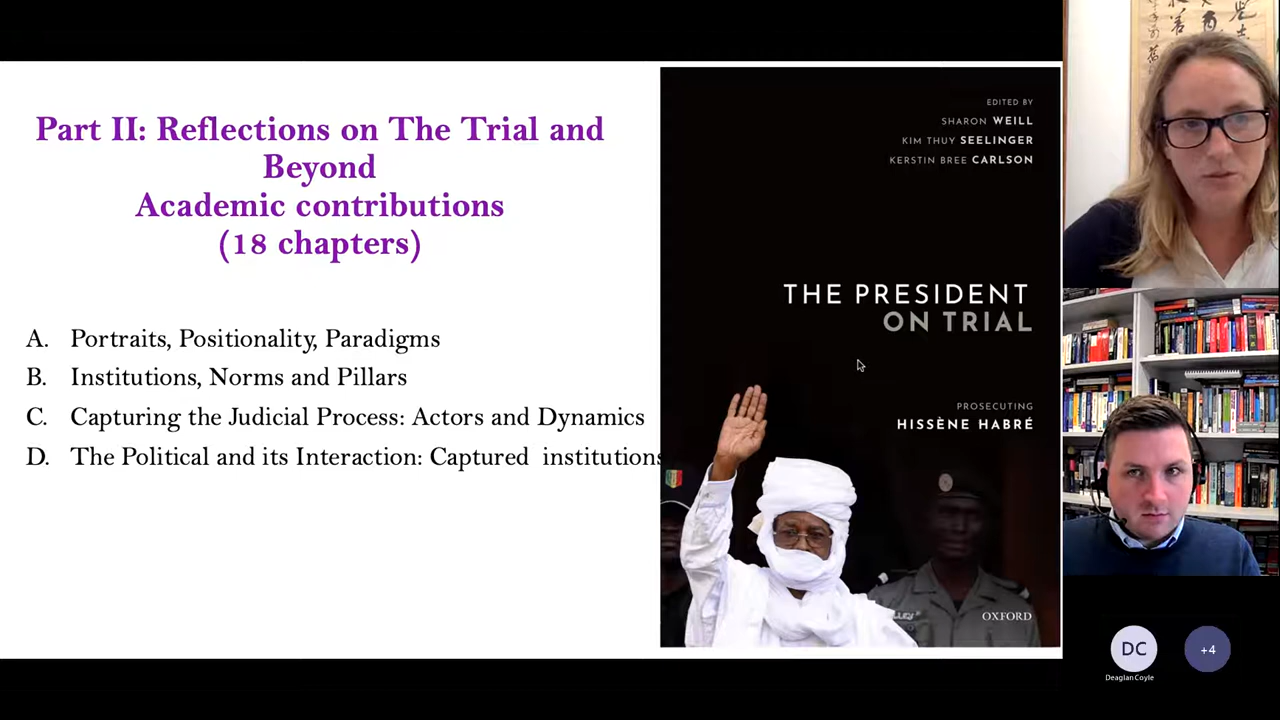 Part II: Reflections on The Trial and
Beyond
Academic contributions
(18 chapters)
A. Portraits, Positionality, Paradigms
B. Institutions, Norms and Pillars
C. Capturing the Judicial Process: Actors and Dynamics
D. The Political and its Interaction: Captured institutions
EDITED BY
SHARON WEILL
KIM THUY SEELINGER
KERSTIN BREE CARLSON
THE PRESIDENT
ON TRIAL
PROSECUTING
HISSÈNE HABRÉ
OXFORD
DC
+4
Deaglan Coyle